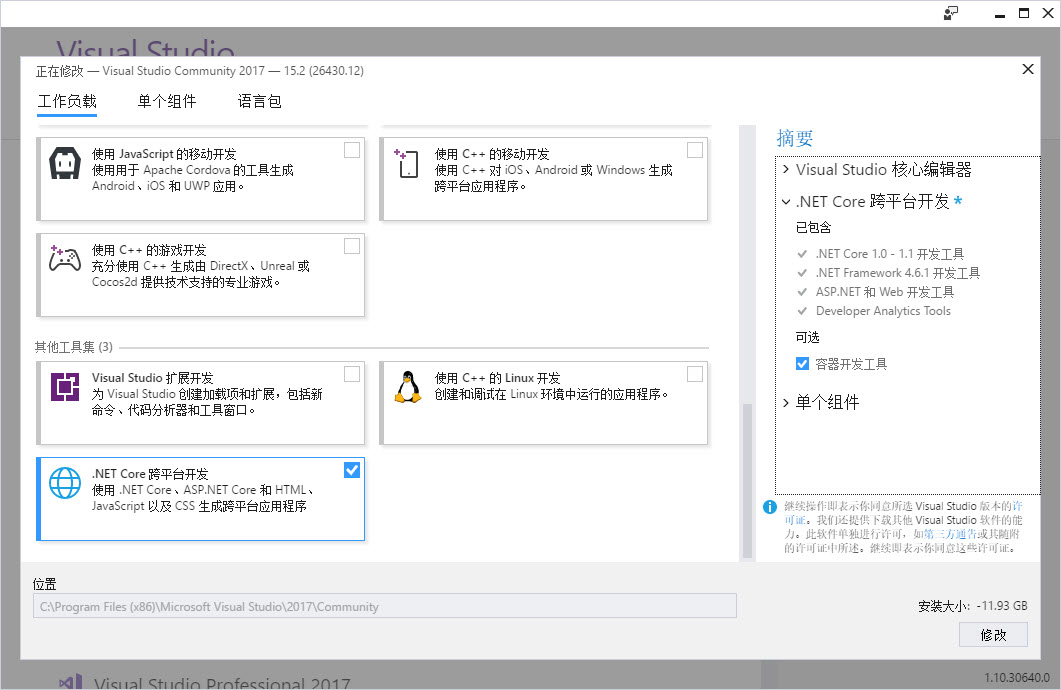 Visual Studio
正在修改 — Visual Studio Community 2017 — 15.2 (26430.12)
工作负载
单个组件
语言包
使用 JavaScript 的移动开发
使用用于 Apache Cordova 的工具生成
Android、iOS 和 UWP 应用。
使用 C++ 的移动开发
使用 C++ 对 iOS、Android 或 Windows 生成
跨平台应用程序。
使用 C++ 的游戏开发
充分使用 C++ 生成由 DirectX、Unreal 或
Cocos2d 提供技术支持的专业游戏。
其他工具集 (3)
Visual Studio 扩展开发
为 Visual Studio 创建加载项和扩展，包括新
命令、代码分析器和工具窗口。
使用 C++ 的 Linux 开发
创建和调试在 Linux 环境中运行的应用程序。
.NET Core 跨平台开发
使用 .NET Core、ASP.NET Core 和 HTML、
JavaScript 以及 CSS 生成跨平台应用程序
摘要
Visual Studio 核心编辑器
.NET Core 跨平台开发 *
已包含
.NET Core 1.0 - 1.1 开发工具
.NET Framework 4.6.1 开发工具
ASP.NET 和 Web 开发工具
Developer Analytics Tools
可选
容器开发工具
单个组件
继续操作即表示你同意所选 Visual Studio 版本的许
可证。我们还提供下载其他 Visual Studio 软件的能
力。此软件单独进行许可，如第三方通告或其随附
的许可证中所述。继续即表示你同意这些许可证。
位置
C:\Program Files (x86)\Microsoft Visual Studio\2017\Community
安装大小: -11.93 GB
修改
Visual Studio Professional 2017
1.10.30640.0